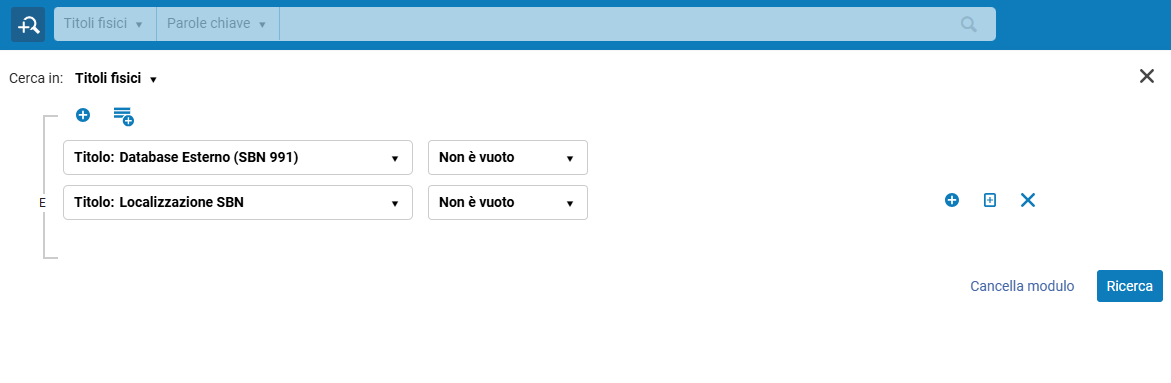 Titoli fisici Parole chiave
Cerca in: Titoli fisici
Titolo: Database Esterno (SBN 991) Non è vuoto
E
Titolo: Localizzazione SBN Non è vuoto
Cancella modulo Ricerca